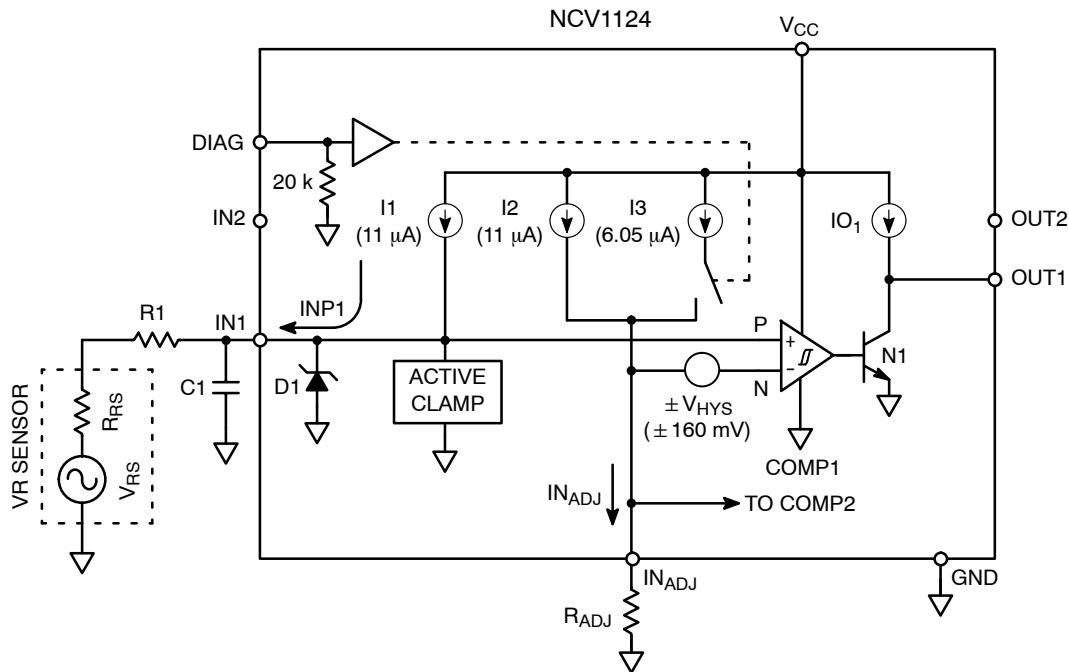 NCV1124
VCC
DIAG
20 k
IN2
I1
(11 μA)
I2
(11 μA)
I3
(6.05 μA)
IO1
OUT2
OUT1
R1
IN1
INP1
P
+
N
−
N1
C1
D1
ACTIVE
CLAMP
± VHYS
(± 160 mV)
COMP1
VR SENSOR
RRS
VRS
INADJ
TO COMP2
INADJ
GND
RADJ